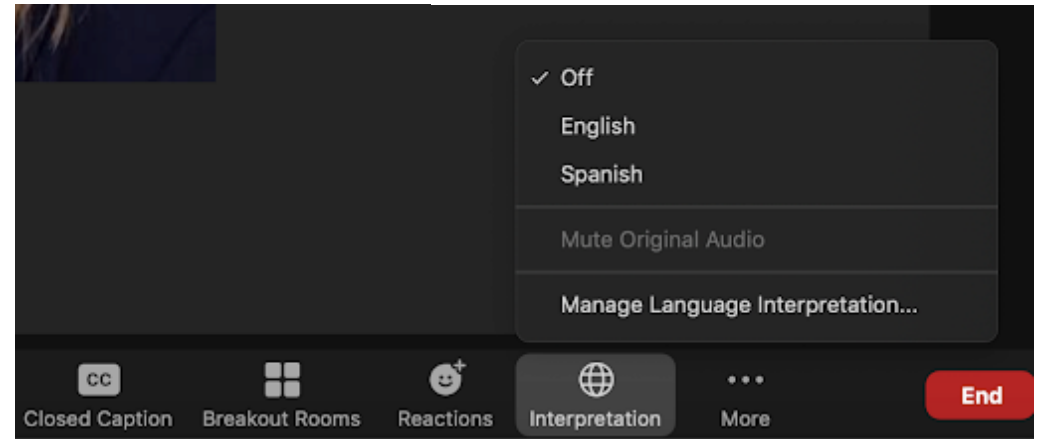 Off
English
Spanish
Mute Original Audio
Manage Language Interpretation...
CC
Closed Caption
Breakout Rooms
Reactions
Interpretation
More
End